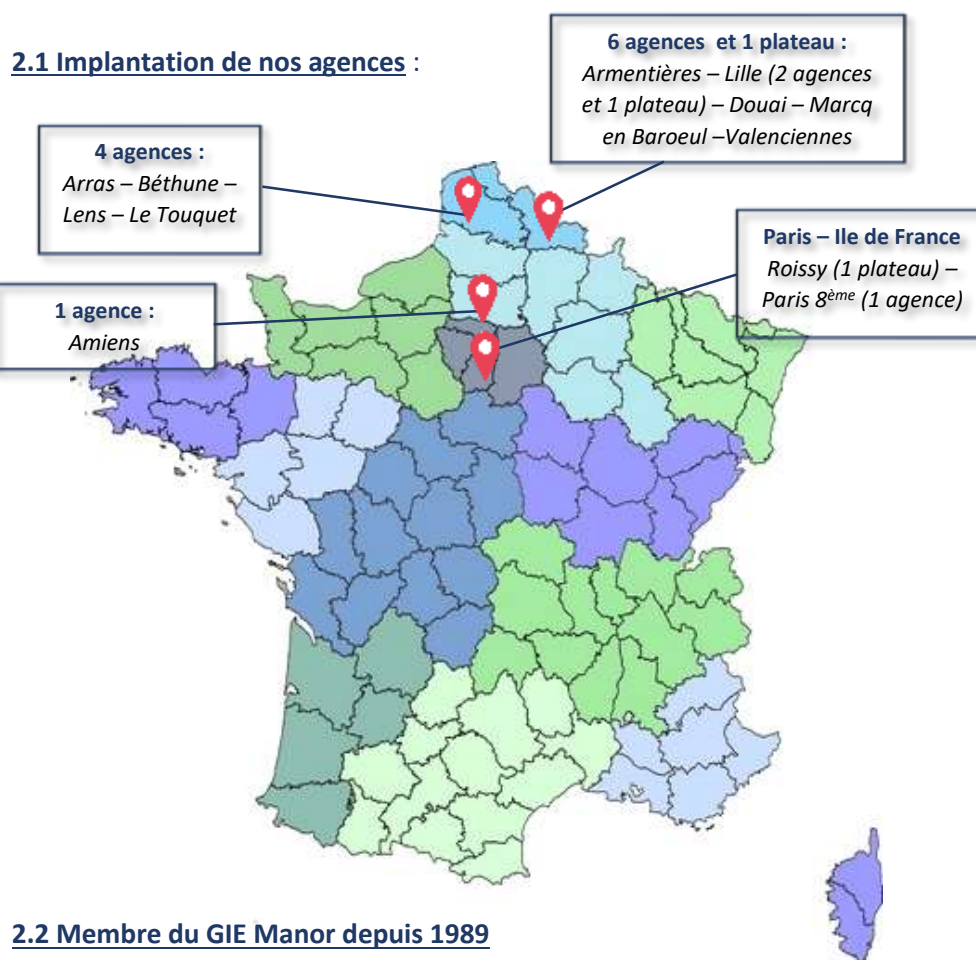 2.1 Implantation de nos agences :
6 agences et 1 plateau :
Armentières – Lille (2 agences
et 1 plateau) – Douai – Marcq
en Baroeul –Valenciennes
4 agences :
Arras – Béthune –
Lens – Le Touquet
Paris – Ile de France
Roissy (1 plateau) –
Paris 8ème (1 agence)
1 agence :
Amiens
2.2 Membre du GIE Manor depuis 1989